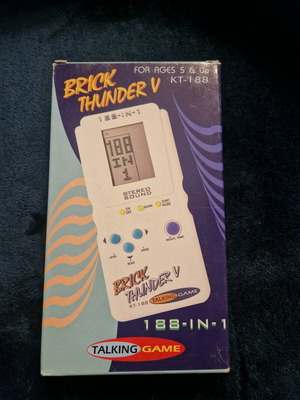 FOR AGES 5 & Up
KT-188
BRICK
THUNDER V
188-IN-1
188
IN
1
STEREO
SOUND
BRICK
THUNDER V
KT-188 TALKING GAME
188-IN-1
TALKING GAME